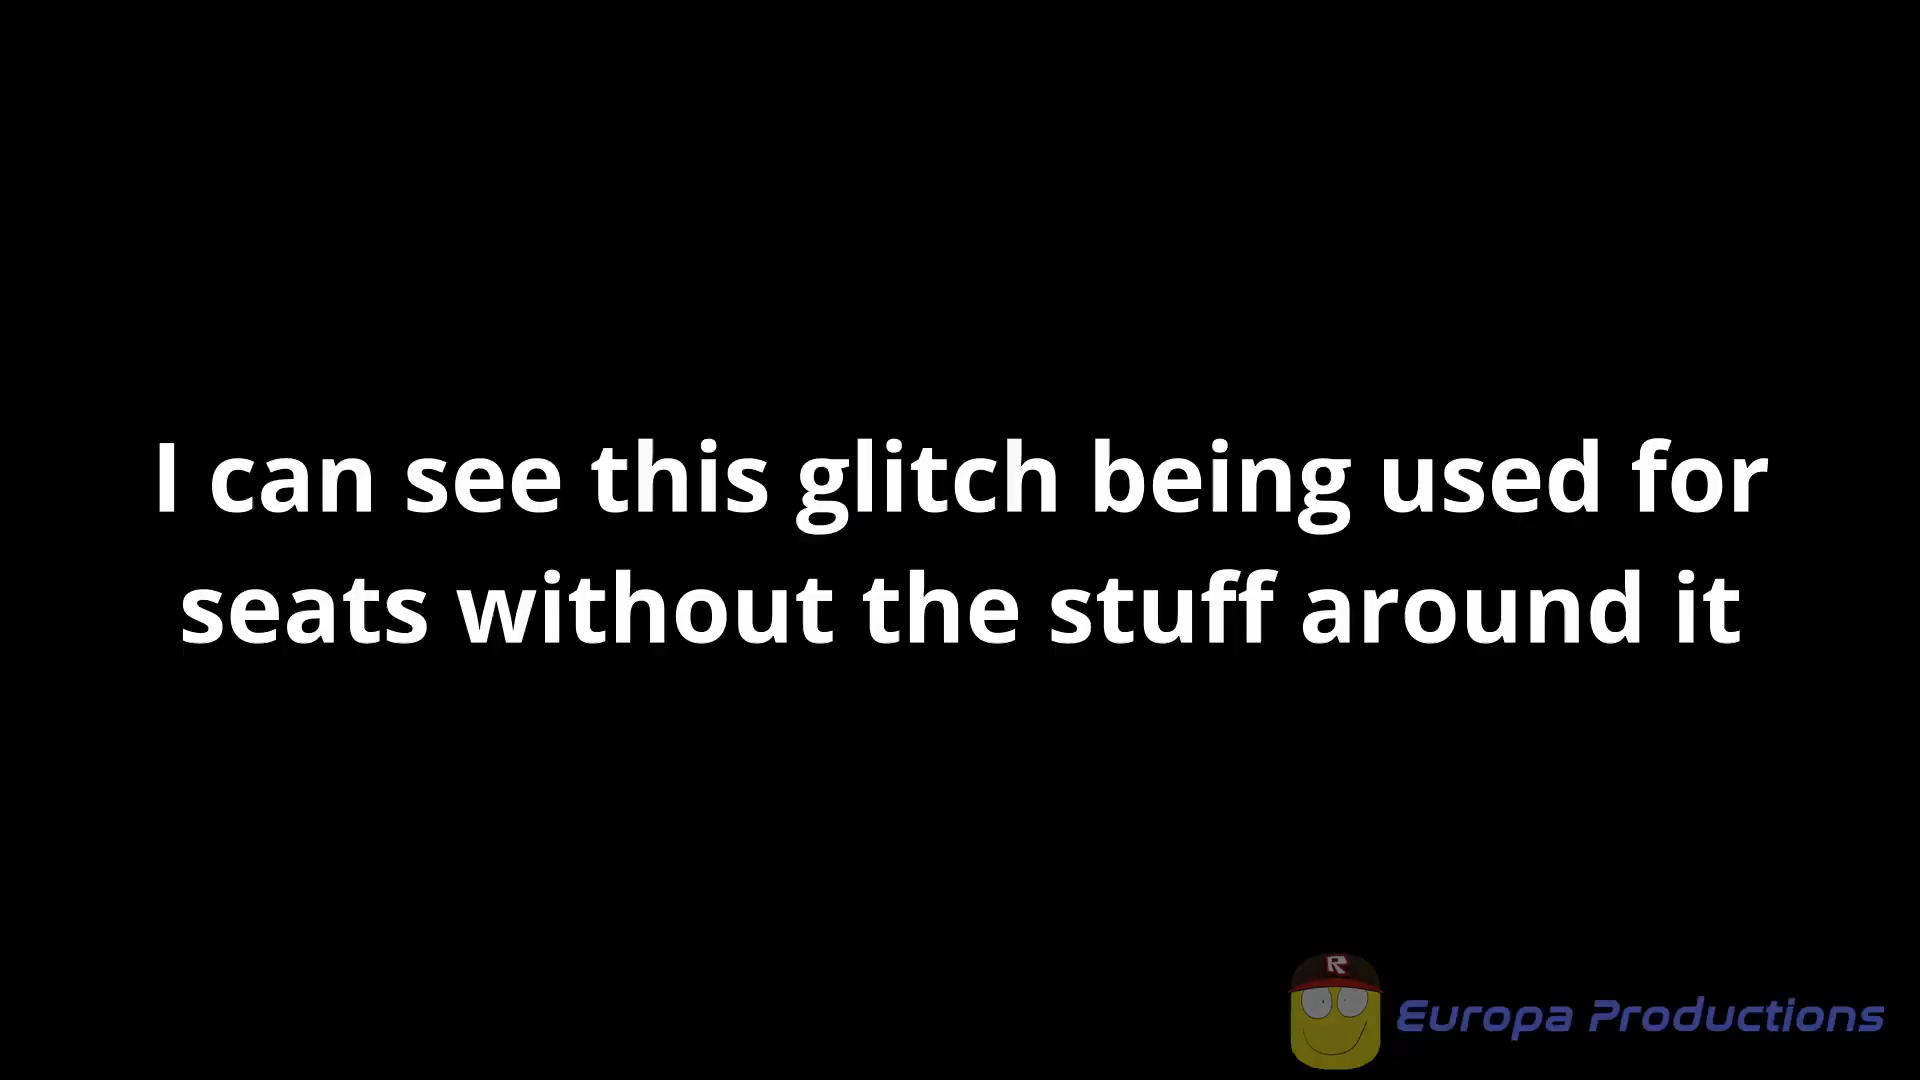 I can see this glitch being used for
seats without the stuff around it
R
Europa Productions